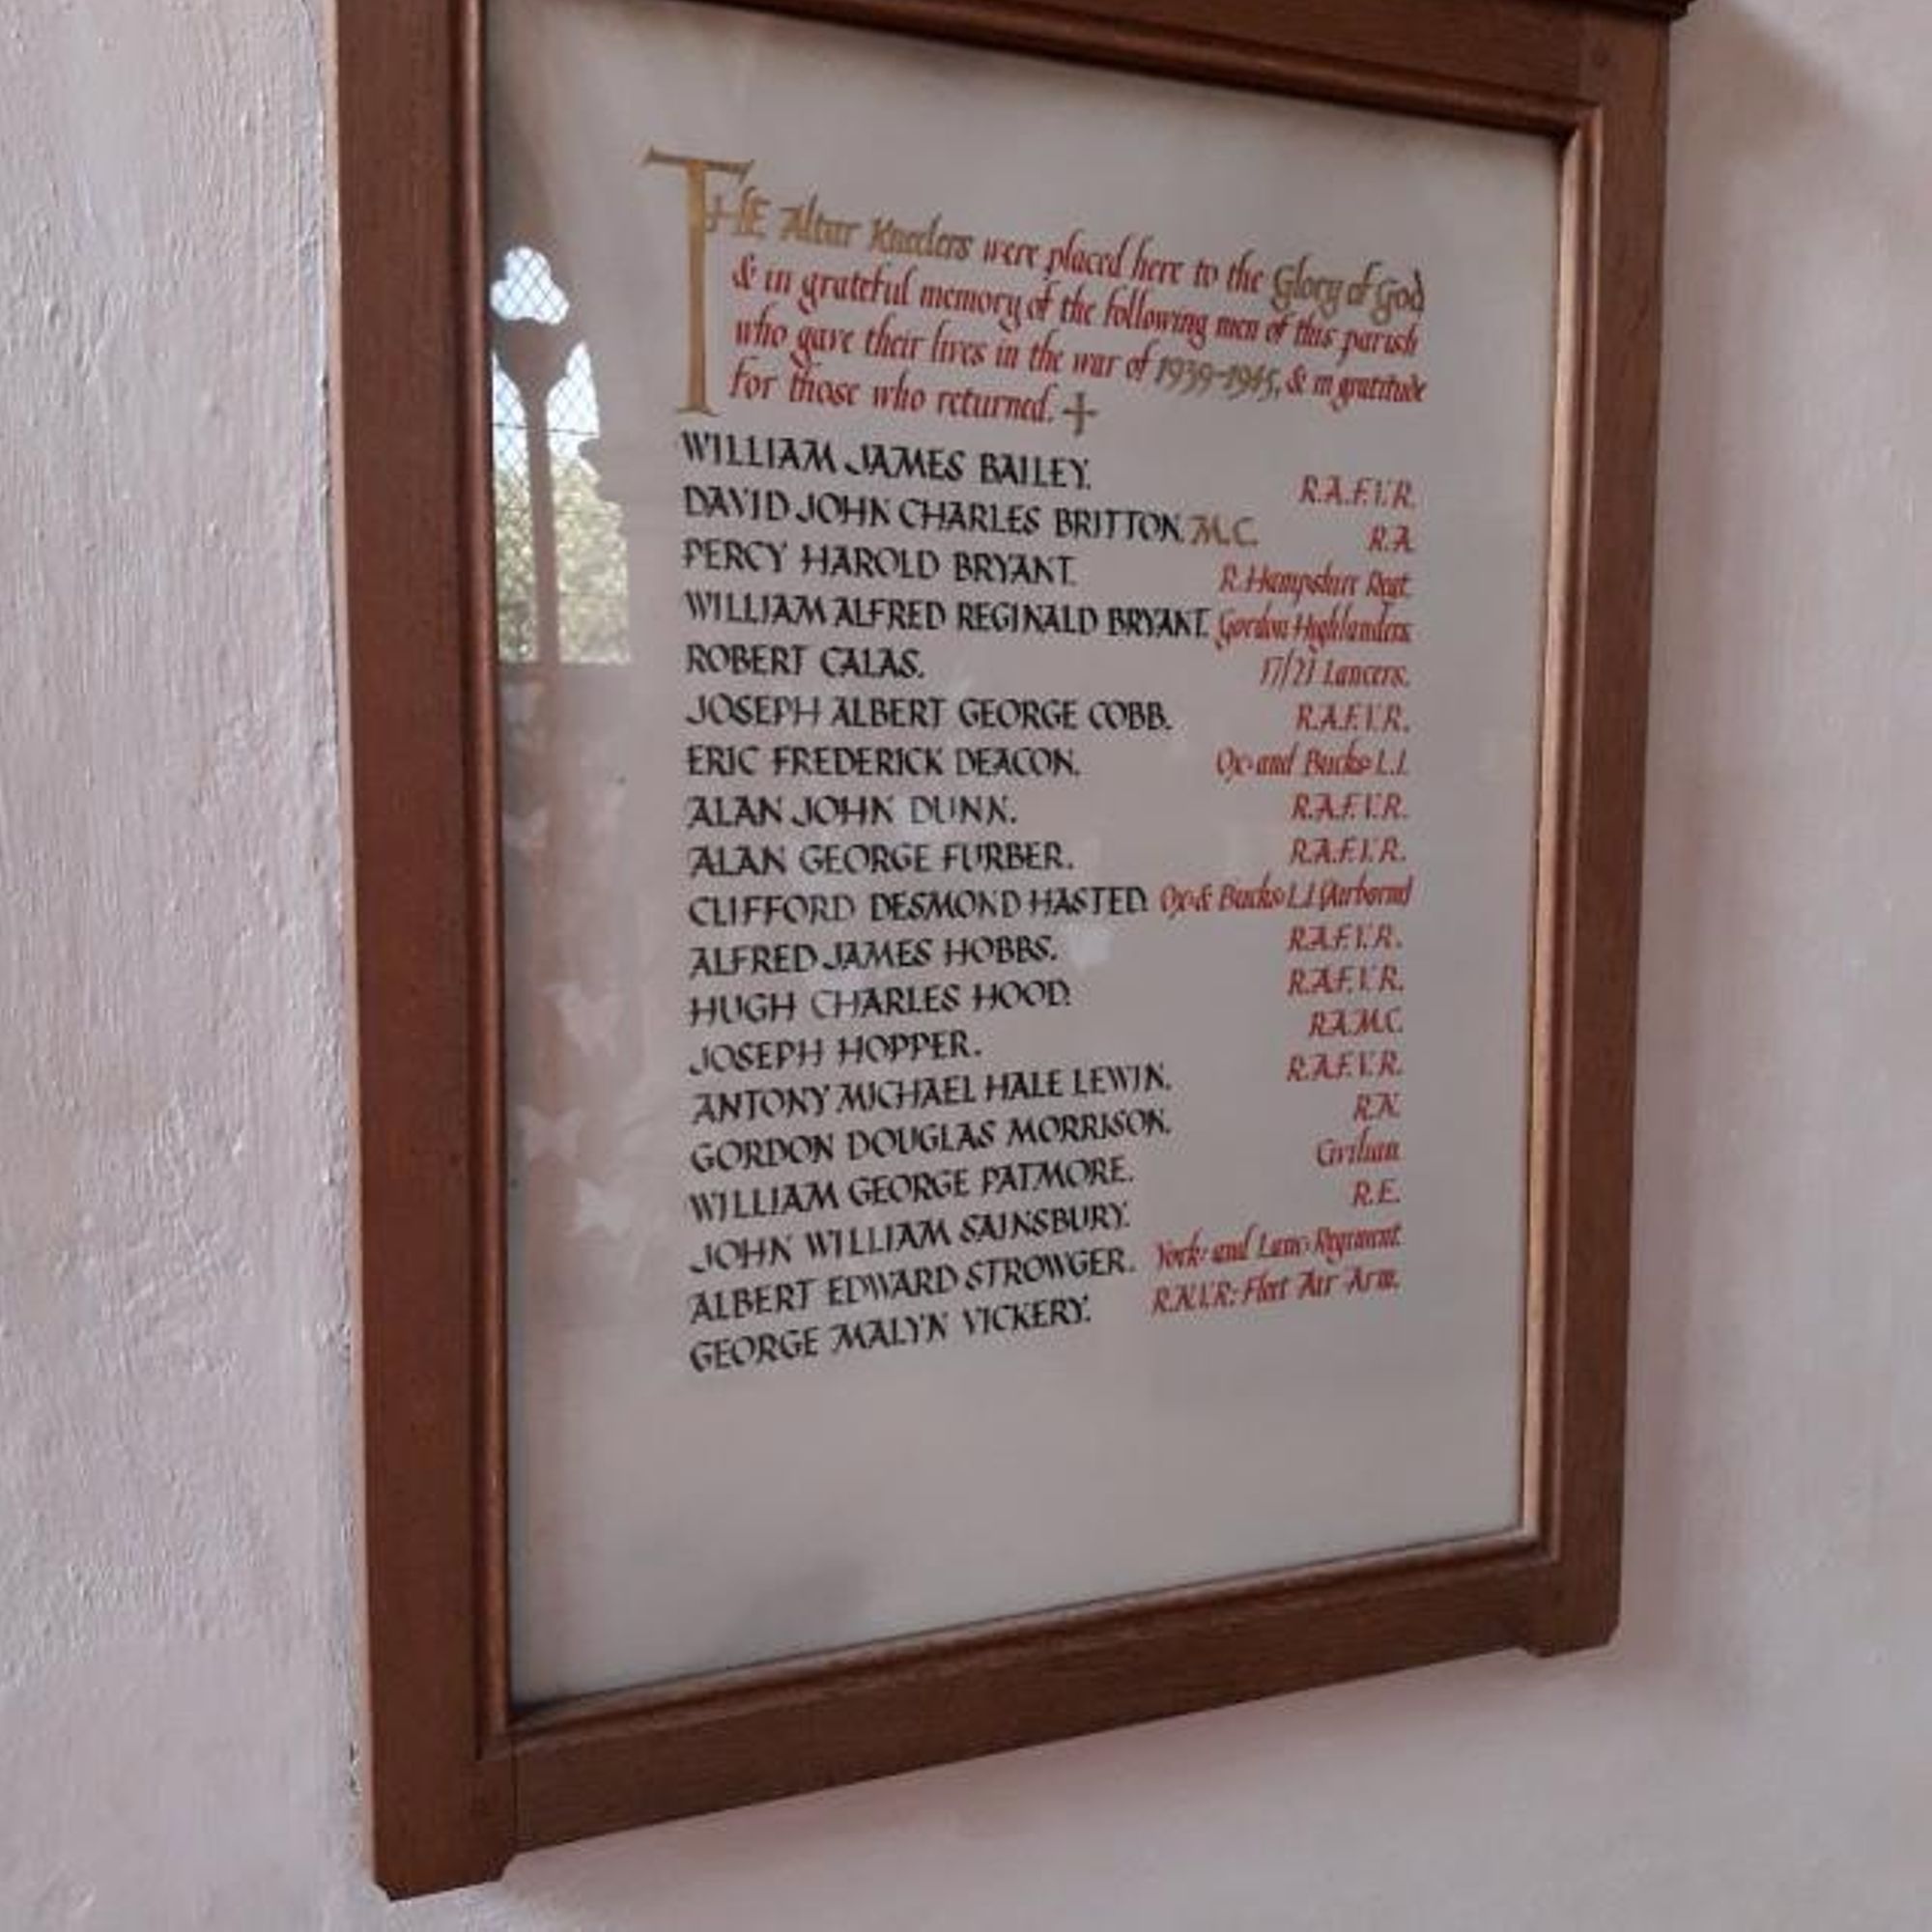 THE Altar Kneelers were placed here to the Glory of God
& in grateful memory of the following men of this parish
who gave their lives in the war of 1939-1945, & in gratitude
for those who returned. +
WILLIAM JAMES BAILEY. R.A.F.V.R.
DAVID JOHN CHARLES BRITTON. M.C. R.A.
PERCY HAROLD BRYANT. R. Hampshire Regt.
WILLIAM ALFRED REGINALD BRYANT. Gordon Highlanders.
ROBERT CALAS. 17/21 Lancers.
JOSEPH ALBERT GEORGE COBB. R.A.F.V.R.
ERIC FREDERICK DEACON. Ox. and Bucks L.I.
ALAN JOHN DUNN. R.A.F.V.R.
ALAN GEORGE FURBER. R.A.F.V.R.
CLIFFORD DESMOND HASTED. Ox & Bucks L.I. (Airborne)
ALFRED JAMES HOBBS. R.A.F.V.R.
HUGH CHARLES HOOD. R.A.F.V.R.
JOSEPH HOPPER. R.A.M.C.
ANTONY MICHAEL HALE LEWIN. R.A.F.V.R.
GORDON DOUGLAS MORRISON. R.N.
WILLIAM GEORGE PATMORE. Civilian
JOHN WILLIAM SAINSBURY. R.E.
ALBERT EDWARD STROWGER. York: and Lanc: Regiment
GEORGE MALYN VICKERY. R.N.V.R: Fleet Air Arm.